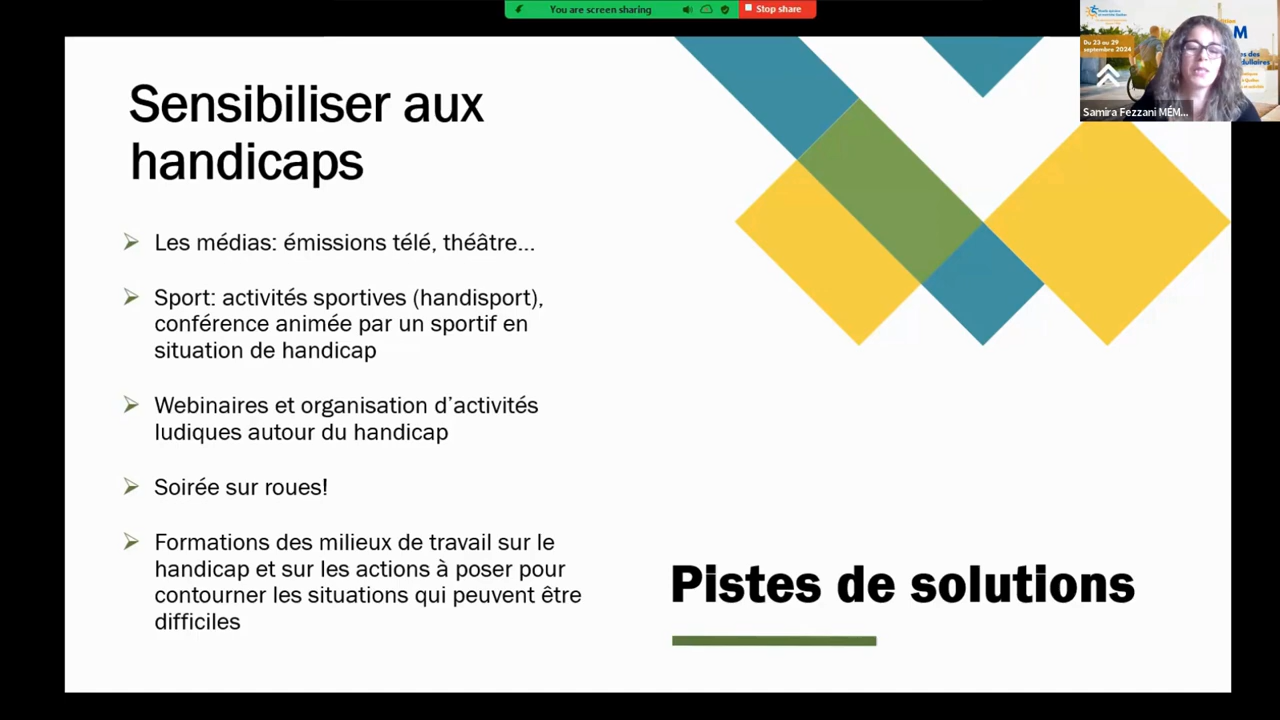 You are screen sharing
Stop share
Du 23 au 29
septembre 2024
Samira Fezzani MÉM...
Sensibiliser aux
handicaps
Les médias: émissions télé, théâtre...
Sport: activités sportives (handisport),
conférence animée par un sportif en
situation de handicap
Webinaires et organisation d’activités
ludiques autour du handicap
Soirée sur roues!
Formations des milieux de travail sur le
handicap et sur les actions à poser pour
contourner les situations qui peuvent être
difficiles
Pistes de solutions